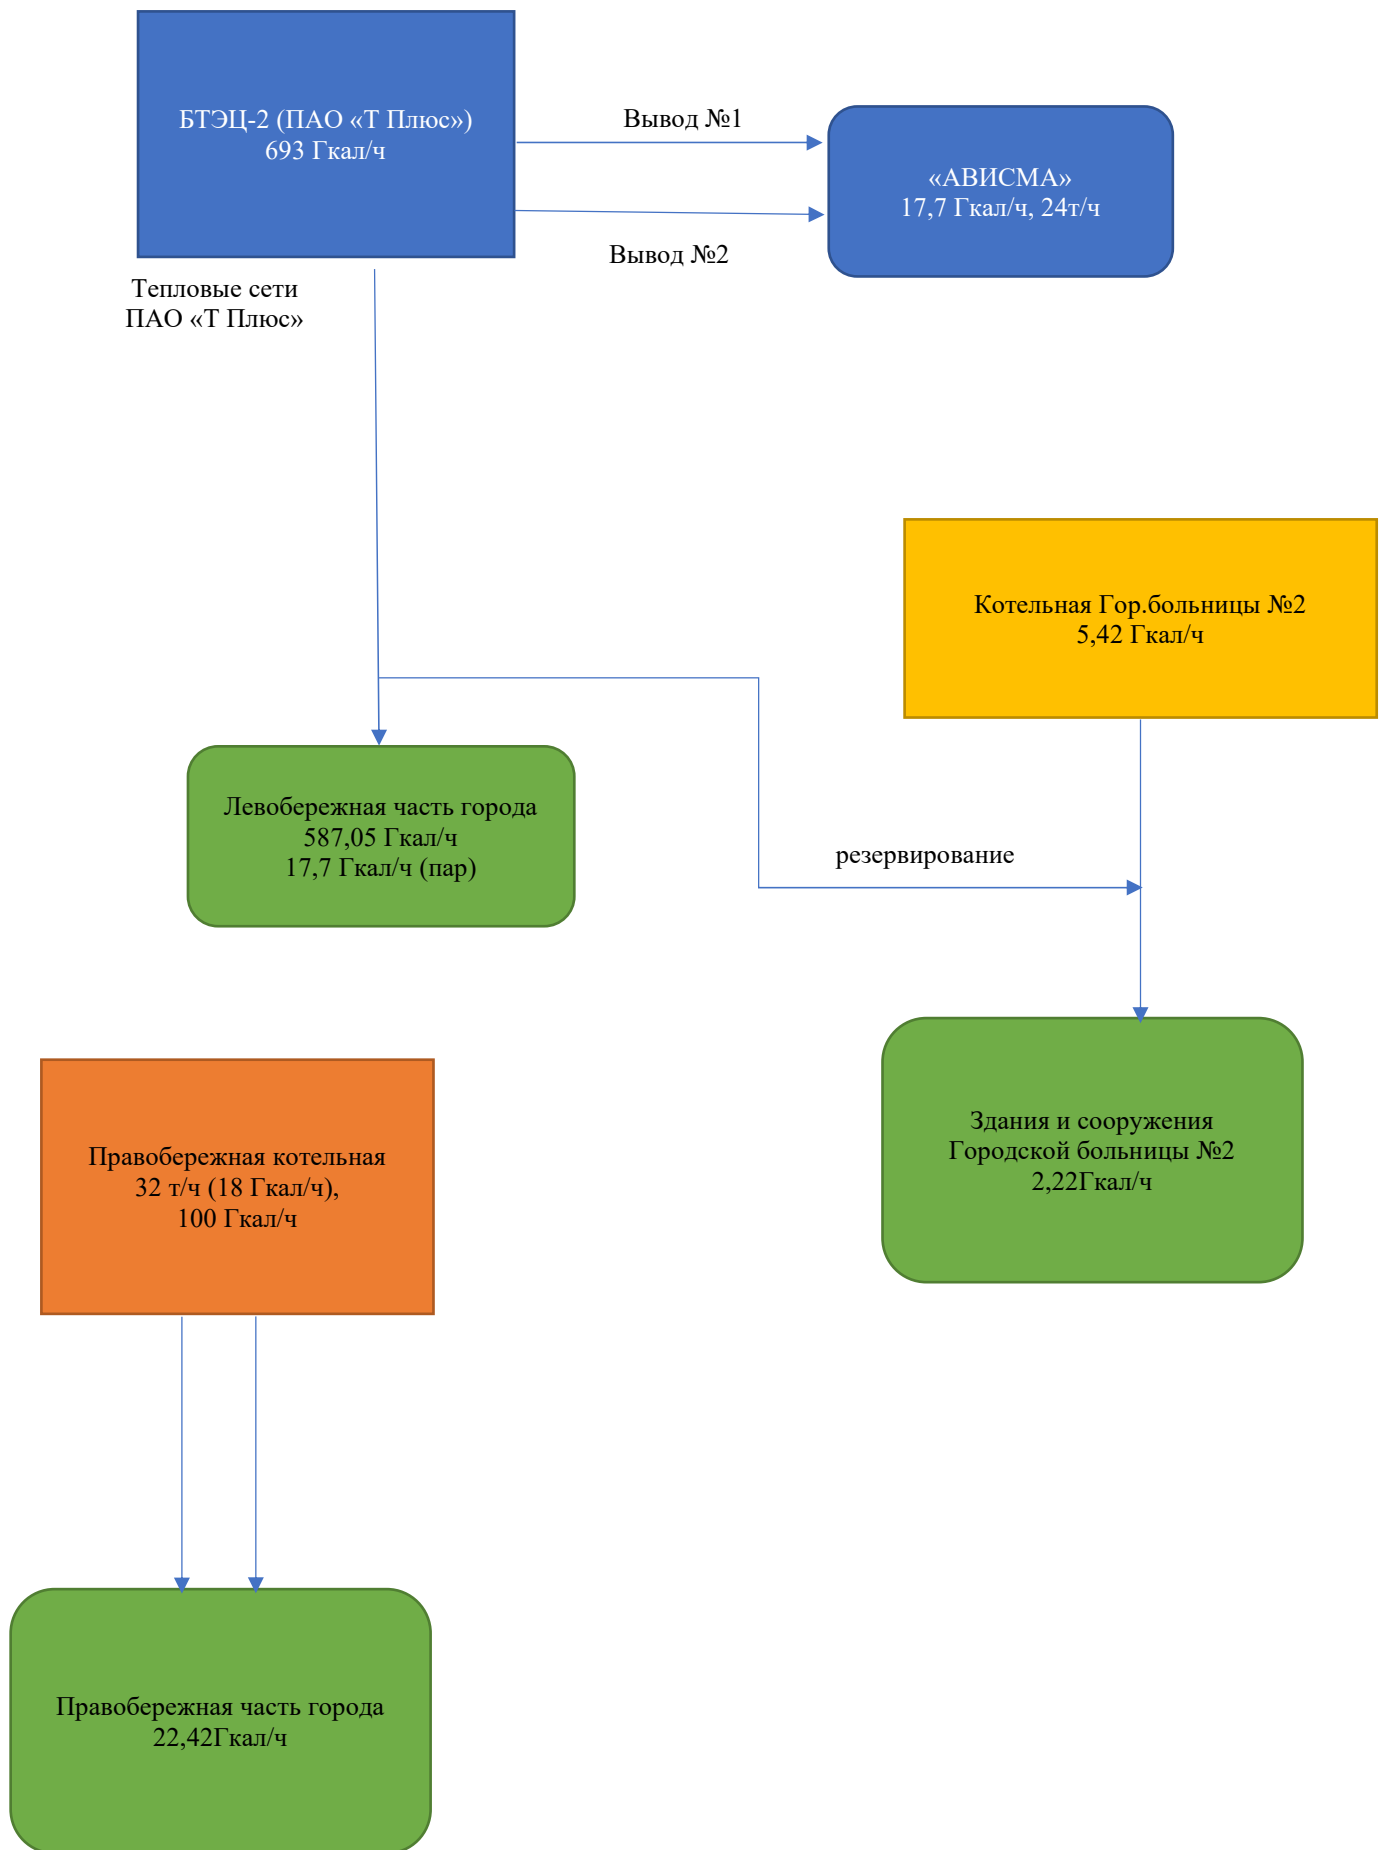 БТЭЦ-2 (ПАО «Т Плюс»)
693 Гкал/ч
Вывод №1
«АВИСМА»
17,7 Гкал/ч, 24т/ч
Вывод №2
Тепловые сети
ПАО «Т Плюс»
Котельная Гор.больницы №2
5,42 Гкал/ч
Левобережная часть города
587,05 Гкал/ч
17,7 Гкал/ч (пар)
резервирование
Здания и сооружения
Городской больницы №2
2,22Гкал/ч
Правобережная котельная
32 т/ч (18 Гкал/ч),
100 Гкал/ч
Правобережная часть города
22,42Гкал/ч